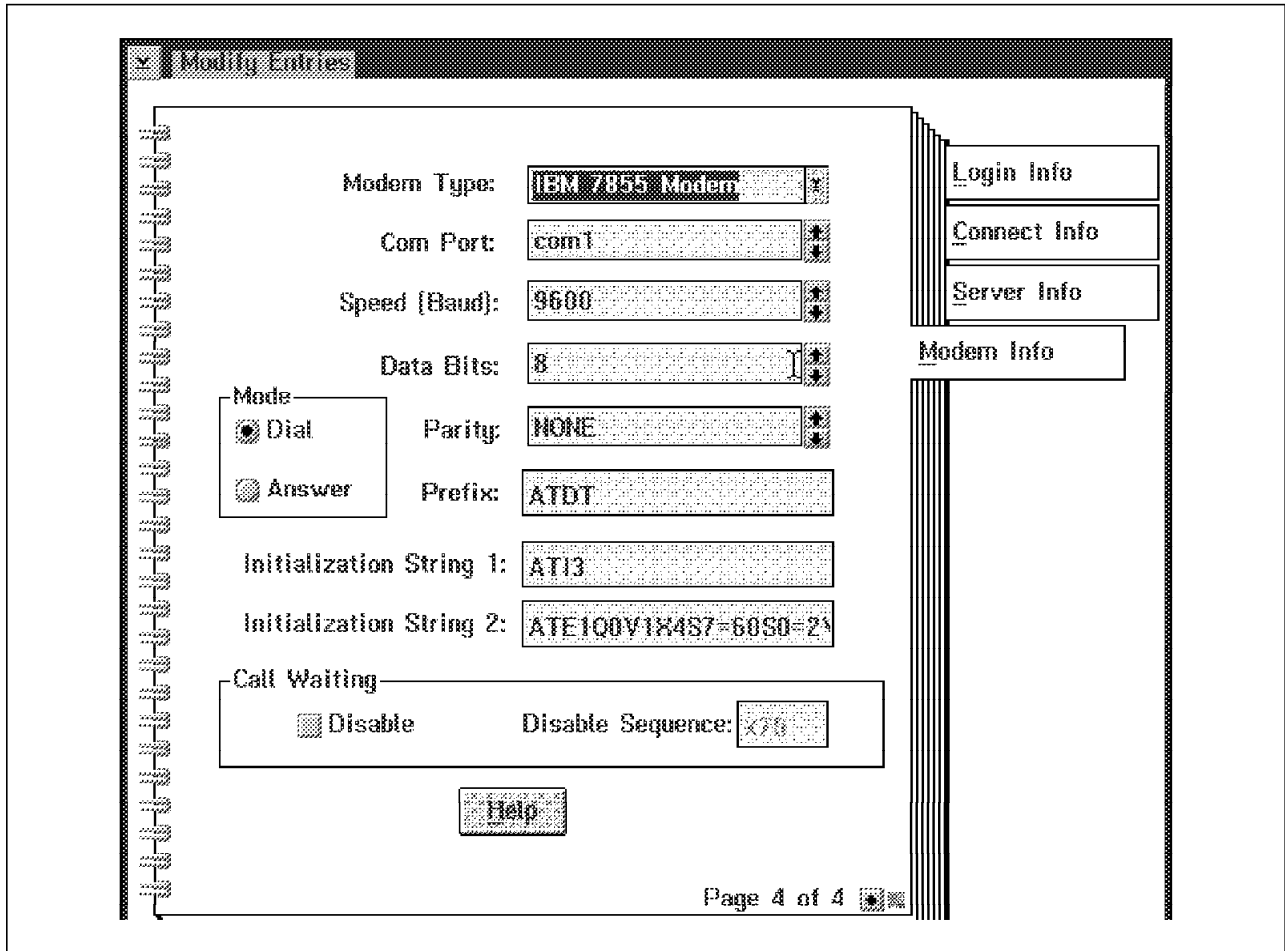 Modify Entries
Modem Type: IBM 7855 Modem
Login Info
Com Port: com1
Connect Info
Speed (Baud): 9600
Server Info
Modem Info
Data Bits: 8
Mode
Dial
Parity: NONE
Answer
Prefix: ATDT
Initialization String 1: ATI3
Initialization String 2: ATE1Q0V1X4S7=60S0=2
Call Waiting
Disable
Disable Sequence:
Help
Page 4 of 4